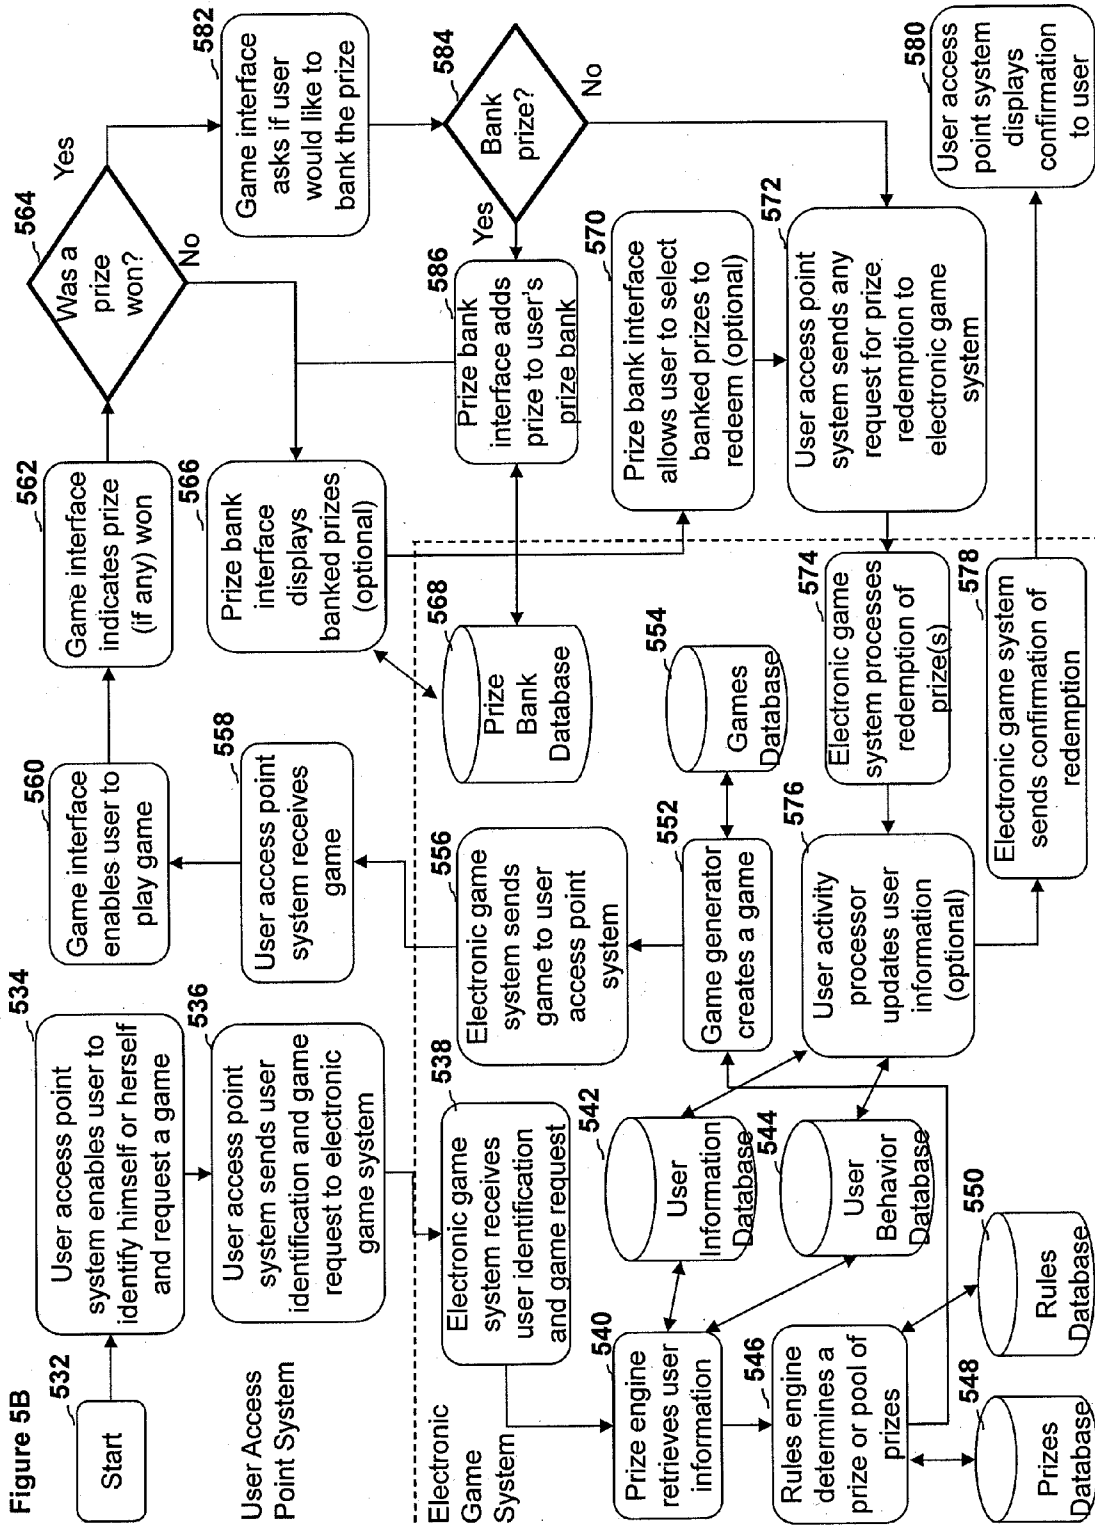 Figure 5B
532
Start
534
User access point
system enables user to
identify himself or herself
and request a game
536
User access point
system sends user
identification and game
request to electronic
game system
User Access
Point System
Electronic
Game
System
538
Electronic game
system receives
user identification
and game request
540
Prize engine
retrieves user
information
542
User
Information
Database
544
User
Behavior
Database
546
Rules engine
determines a
prize or pool of
prizes
548
Prizes
Database
550
Rules
Database
552
Game generator
creates a game
554
Games
Database
556
Electronic game
system sends
game to user
access point
system
558
User access point
system receives
game
560
Game interface
enables user to
play game
562
Game interface
indicates prize
(if any) won
564
Was a
prize
won?
Yes
No
566
Prize bank
interface
displays
banked prizes
(optional)
568
Prize
Bank
Database
582
Game interface
asks if user
would like to
bank the prize
584
Bank
prize?
Yes
No
586
Prize bank
interface adds
prize to user's
prize bank
570
Prize bank interface
allows user to select
banked prizes to
redeem (optional)
572
User access point
system sends any
request for prize
redemption to
electronic game
system
574
Electronic game
system processes
redemption of
prize(s)
576
User activity
processor
updates user
information
(optional)
578
Electronic game system
sends confirmation of
redemption
580
User access
point system
displays
confirmation
to user